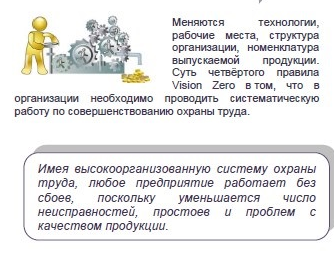 Меняются технологии,
рабочие места, структура
организации, номенклатура
выпускаемой продукции.
Суть четвёртого правила
Vision Zero в том, что в
организации необходимо проводить систематическую
работу по совершенствованию охраны труда.
Имея высокоорганизованную систему охраны
труда, любое предприятие работает без
сбоев, поскольку уменьшается число
неисправностей, простоев и проблем с
качеством продукции.